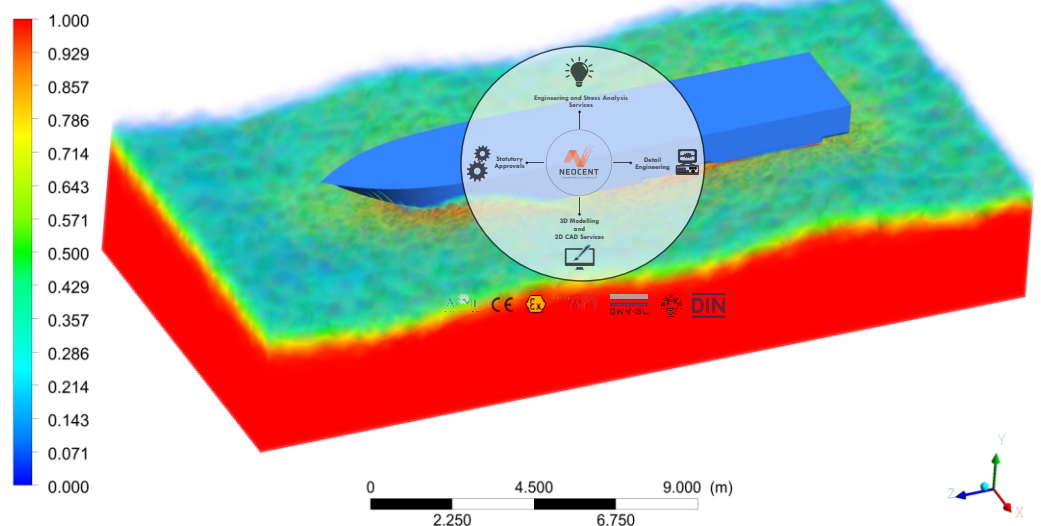 1.000
0.929
0.857
0.786
0.714
0.643
0.571
0.500
0.429
0.357
0.286
0.214
0.143
0.071
0.000
Engineering and Stress Analysis
Services
Statutory
Approvals
NEOCENT
Detail
Engineering
3D Modelling
and
2D CAD Services
CE
Ex
DNV·GL
DIN
0 4.500 9.000 (m)
2.250 6.750
Y
Z
X